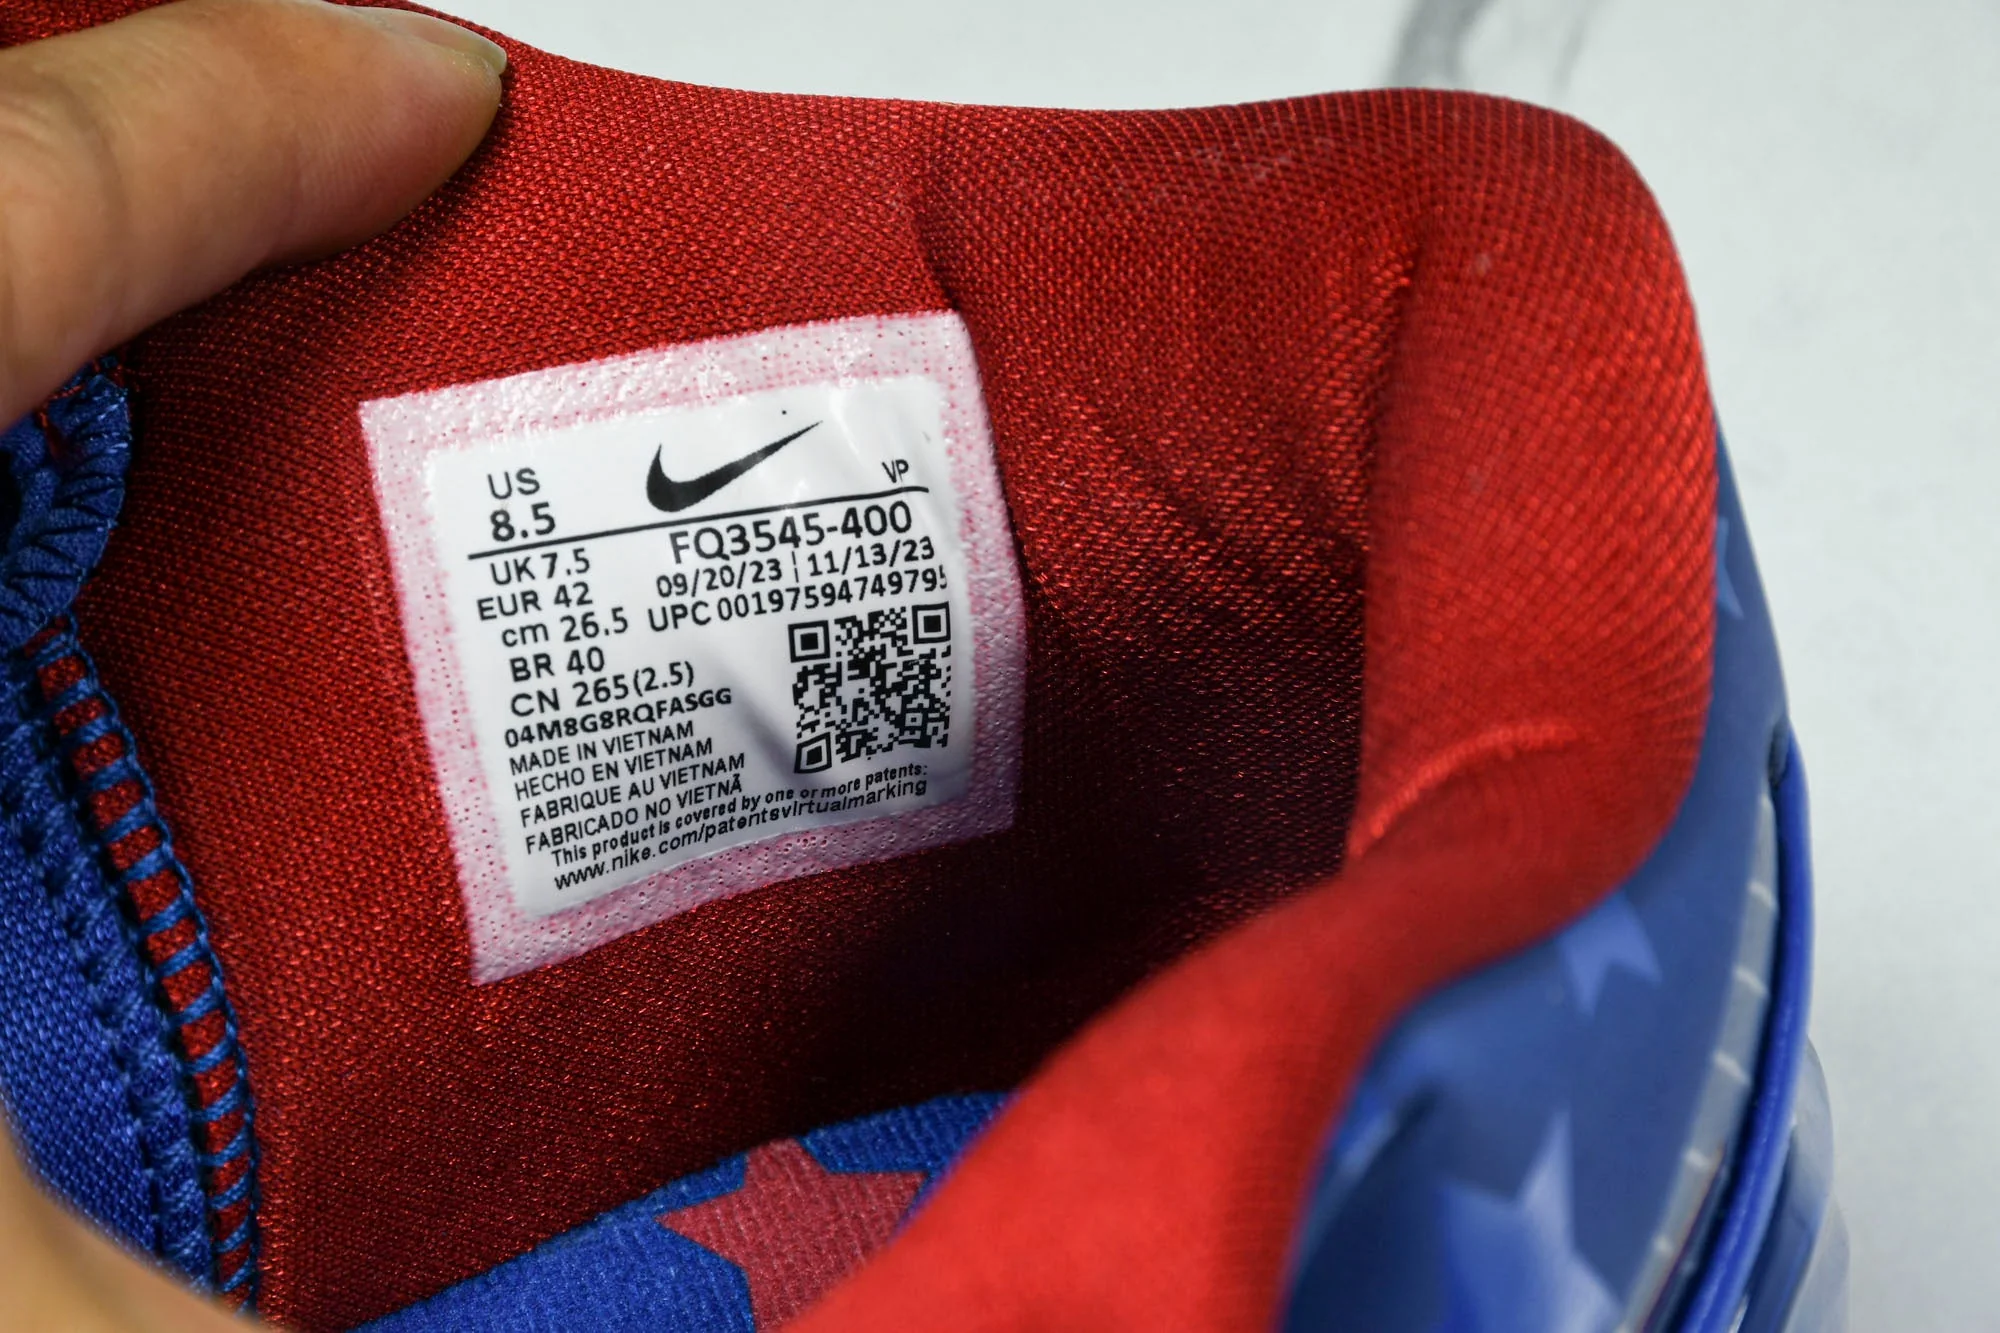 US
8.5
VP
UK 7.5
FQ3545-400
EUR 42
09/20/23 | 11/13/23
cm 26.5
UPC 00197594749795
BR 40
CN 265(2.5)
04M8G8RQFASGG
MADE IN VIETNAM
HECHO EN VIETNAM
FABRIQUE AU VIETNAM
FABRICADO NO VIETNÃ
This product is covered by one or more patents:
www.nike.com/patentsvirtualmarking